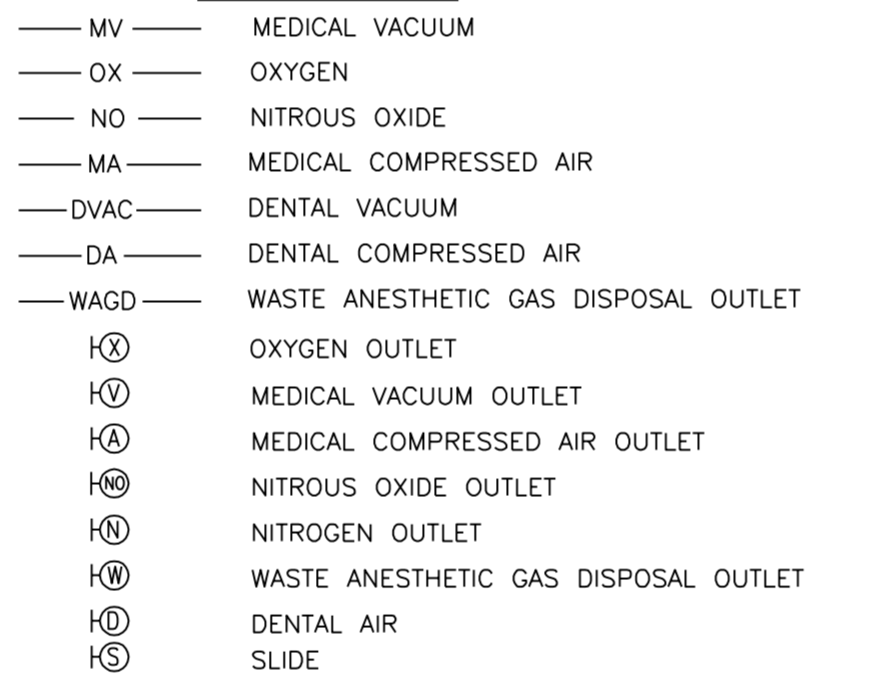 MV MEDICAL VACUUM
OX OXYGEN
NO NITROUS OXIDE
MA MEDICAL COMPRESSED AIR
DVAC DENTAL VACUUM
DA DENTAL COMPRESSED AIR
WAGD WASTE ANESTHETIC GAS DISPOSAL OUTLET
X OXYGEN OUTLET
V MEDICAL VACUUM OUTLET
A MEDICAL COMPRESSED AIR OUTLET
NO NITROUS OXIDE OUTLET
N NITROGEN OUTLET
W WASTE ANESTHETIC GAS DISPOSAL OUTLET
D DENTAL AIR
S SLIDE